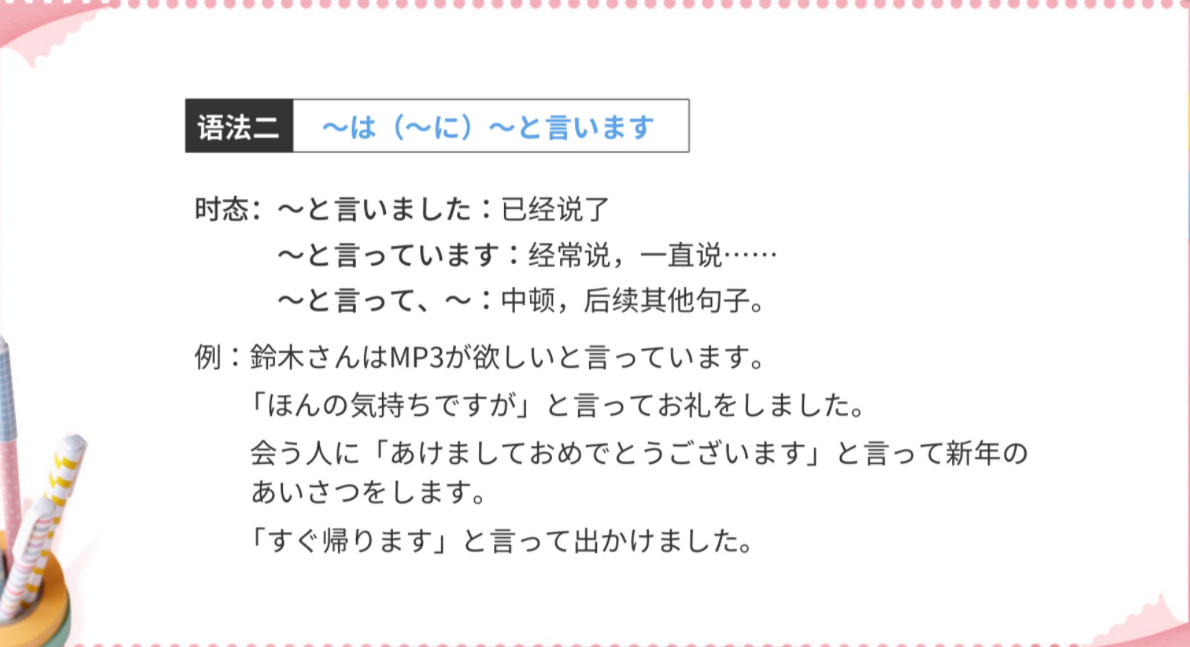 语法二 ～は（～に）～と言います
时态：～と言いました：已经说了
～と言っています：经常说，一直说……
～と言って、～：中顿，后续其他句子。
例：鈴木さんはMP3が欲しいと言っています。
「ほんの気持ちですが」と言ってお礼をしました。
会う人に「あけましておめでとうございます」と言って新年の
あいさつをします。
「すぐ帰ります」と言って出かけました。